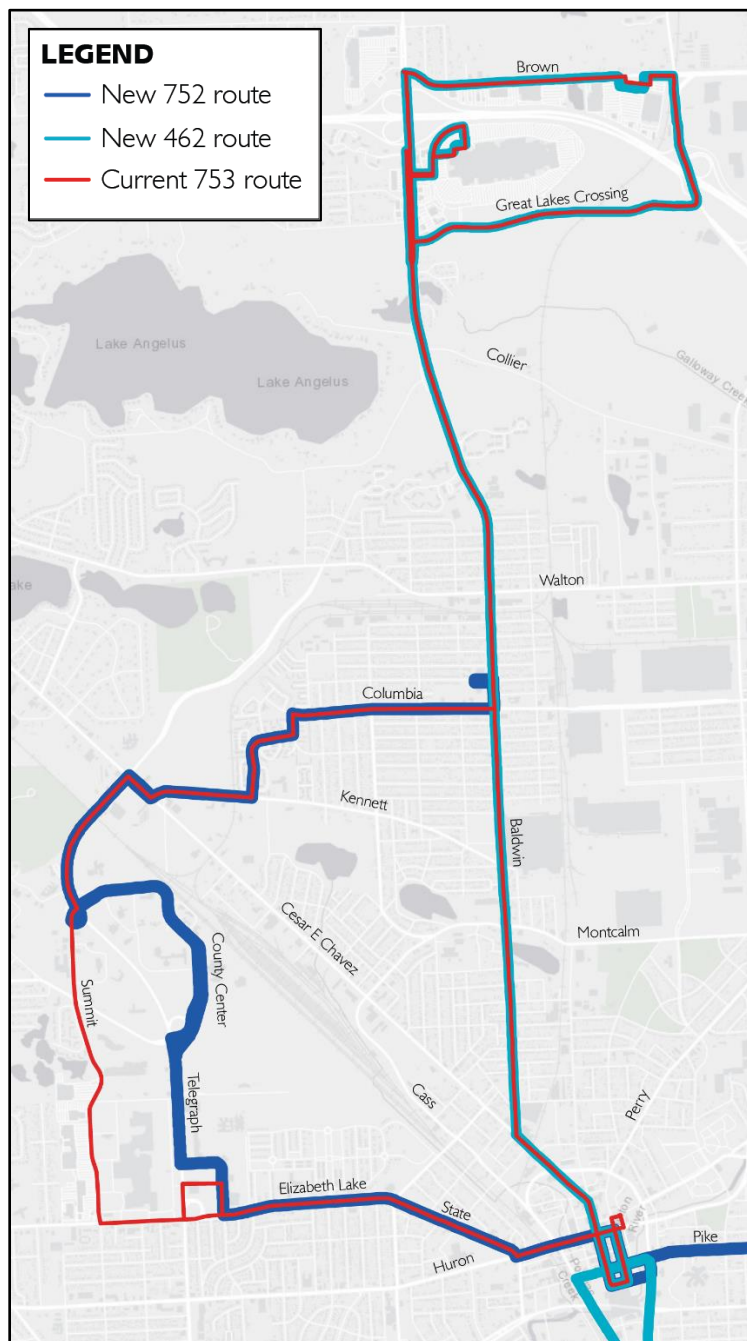 LEGEND
New 752 route
New 462 route
Current 753 route
Brown
Great Lakes Crossing
Lake Angelus
Lake Angelus
Collier
Galloway Creek
Walton
Columbia
Kennett
Baldwin
Cesar E Chavez
Montcalm
County Center
Summit
Telegraph
Cass
Perry
Elizabeth Lake
State
River
Pike
Huron
Creek